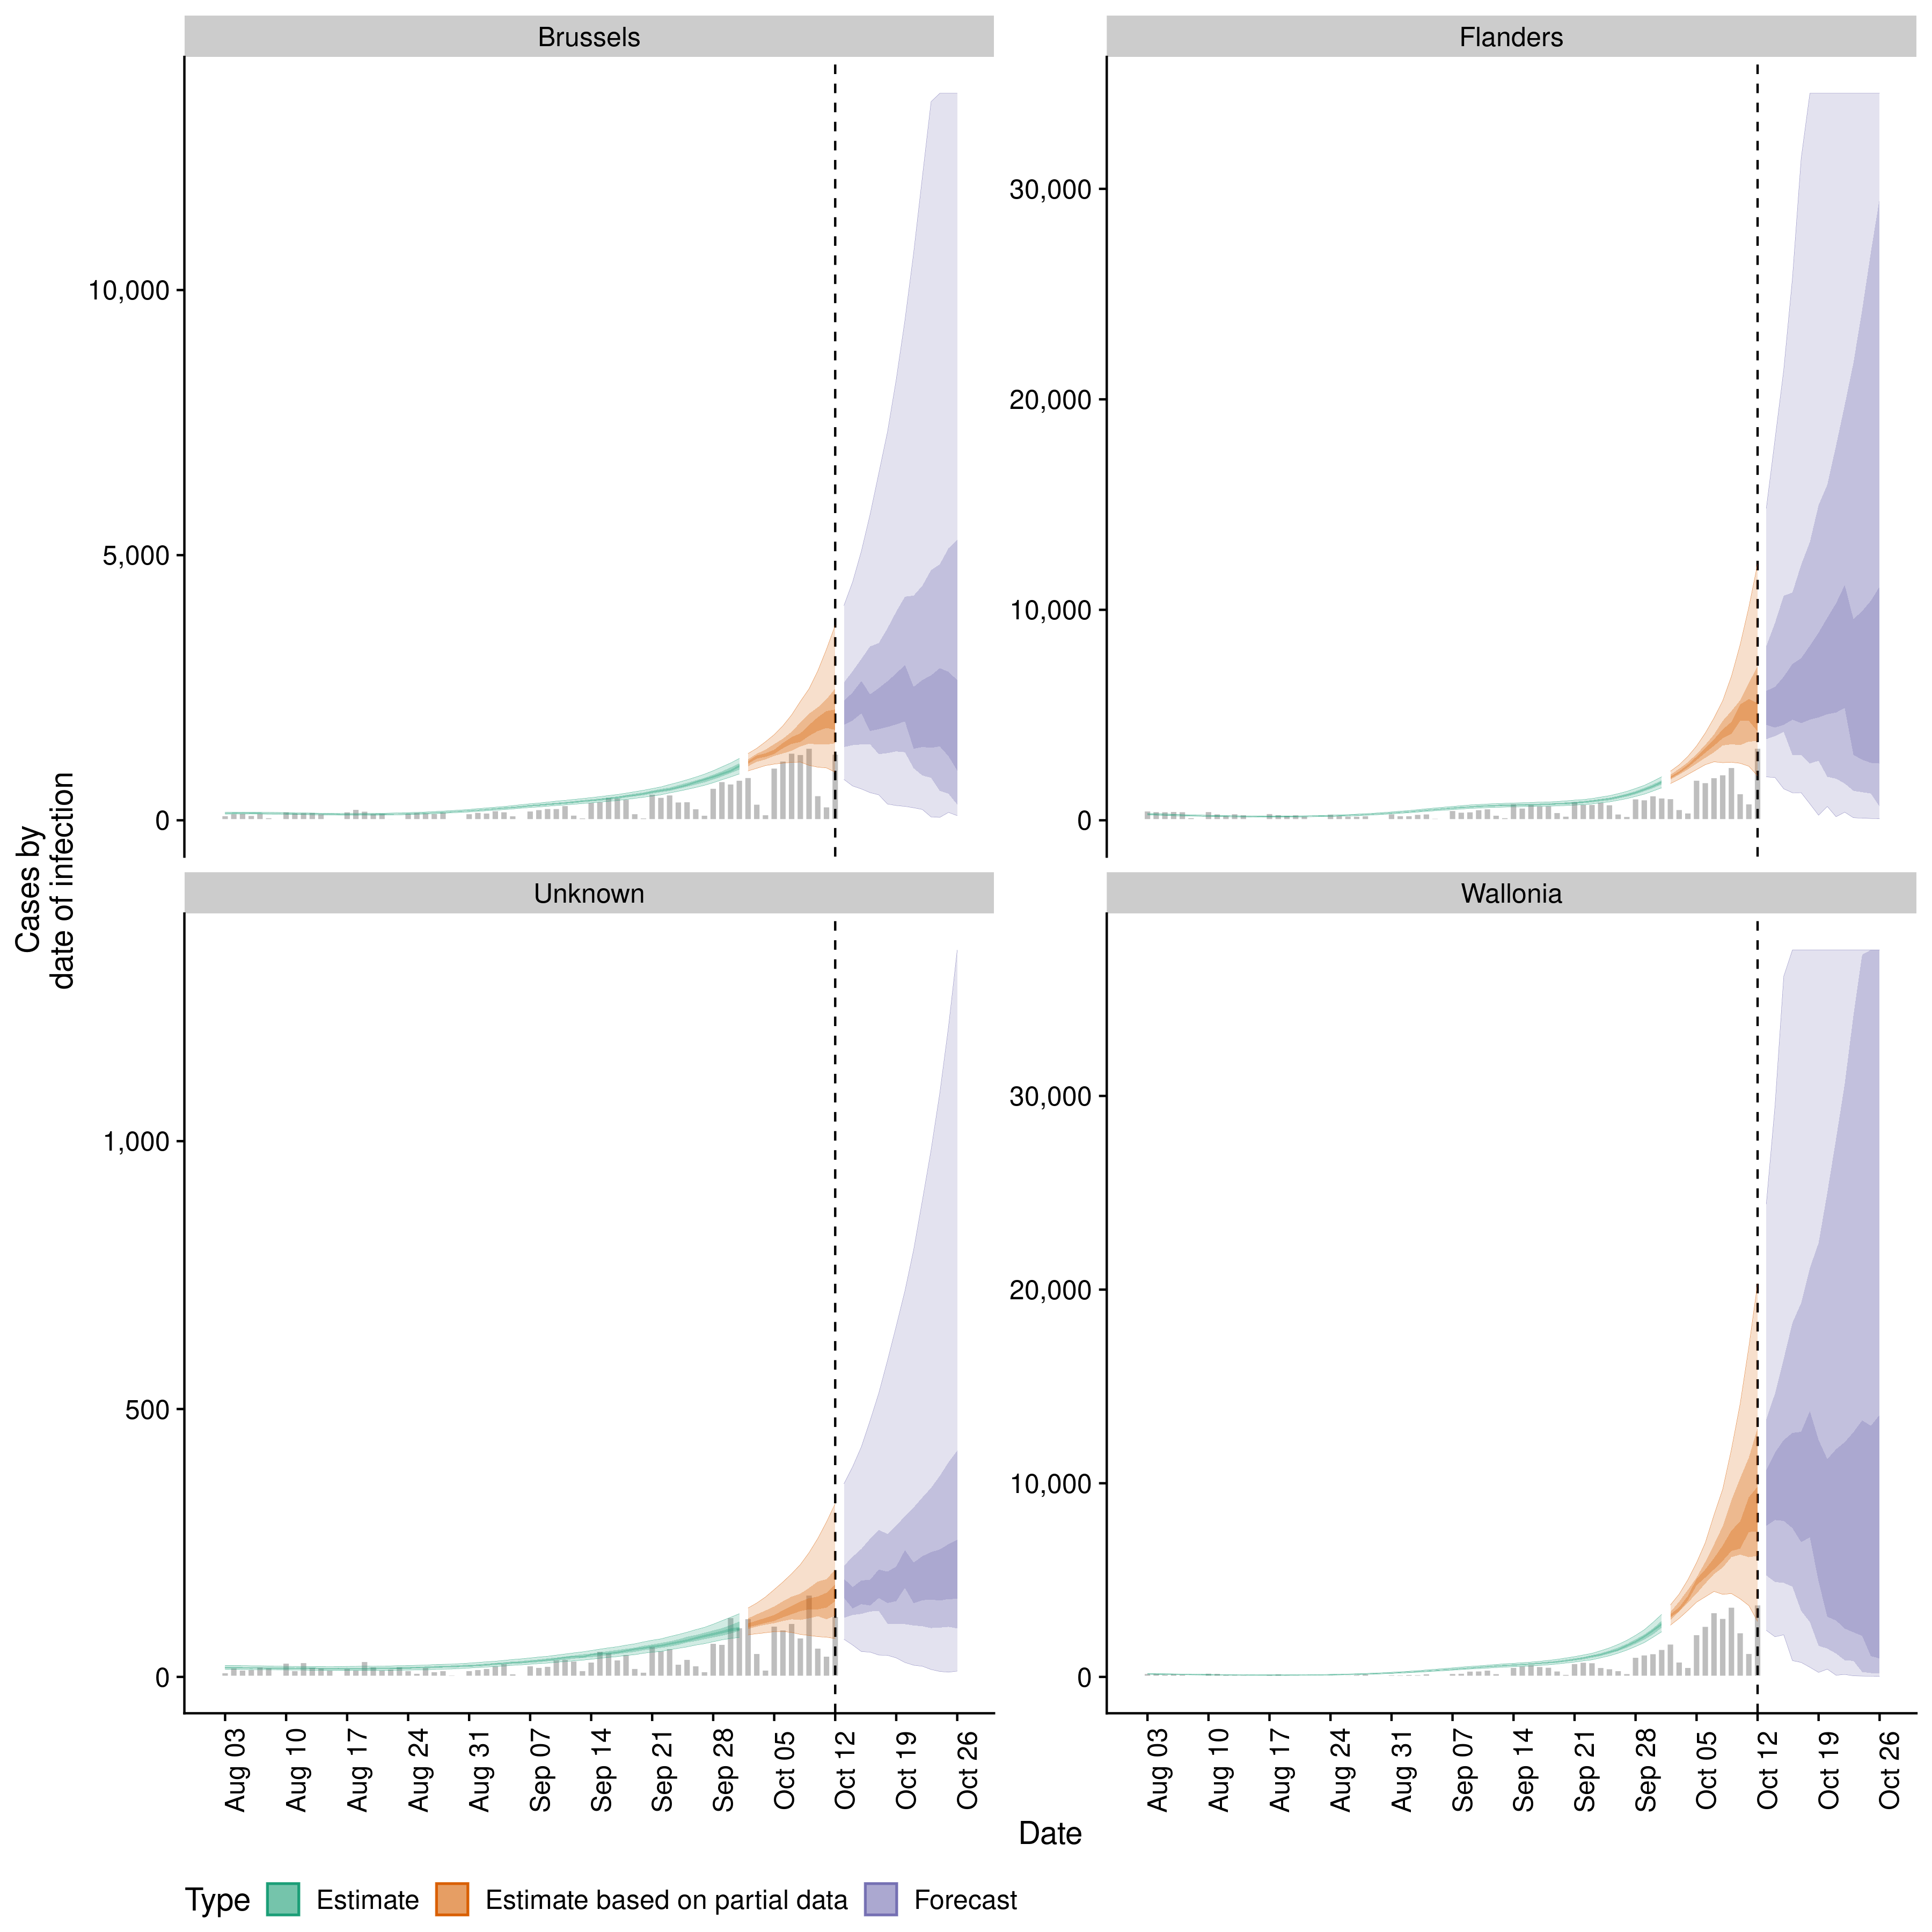 Brussels
Flanders
10,000
5,000
0
30,000
20,000
10,000
0
Cases by
date of infection
Unknown
Wallonia
1,000
500
0
30,000
20,000
10,000
0
Aug 03
Aug 10
Aug 17
Aug 24
Aug 31
Sep 07
Sep 14
Sep 21
Sep 28
Oct 05
Oct 12
Oct 19
Oct 26
Aug 03
Aug 10
Aug 17
Aug 24
Aug 31
Sep 07
Sep 14
Sep 21
Sep 28
Oct 05
Oct 12
Oct 19
Oct 26
Date
Type Estimate Estimate based on partial data Forecast